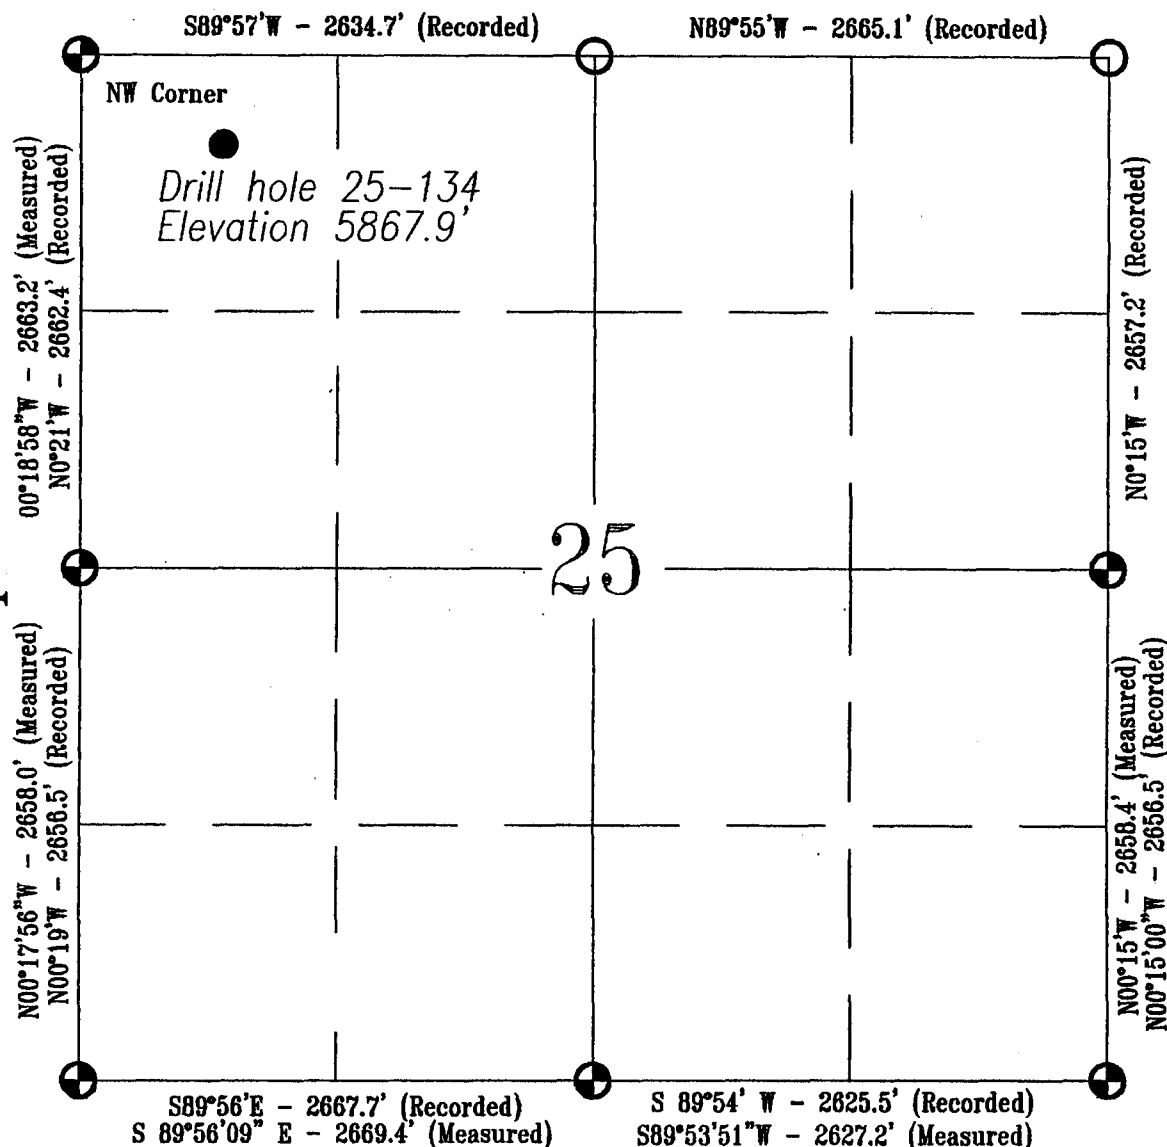 S89°57'W - 2634.7' (Recorded)
N89°55'W - 2665.1' (Recorded)
NW Corner
Drill hole 25-134
Elevation 5867.9'
00°18'58"W - 2663.2' (Measured)
N0°21'W - 2662.4' (Recorded)
N0°15'W - 2657.2' (Recorded)
25
N00°17'56"W - 2658.0' (Measured)
N00°19'W - 2658.5' (Recorded)
N00°15'W - 2658.4' (Measured)
N00°15'00"W - 2656.5' (Recorded)
S89°56'E - 2667.7' (Recorded)
S 89°56'09" E - 2669.4' (Measured)
S 89°54' W - 2625.5' (Recorded)
S89°53'51"W - 2627.2' (Measured)